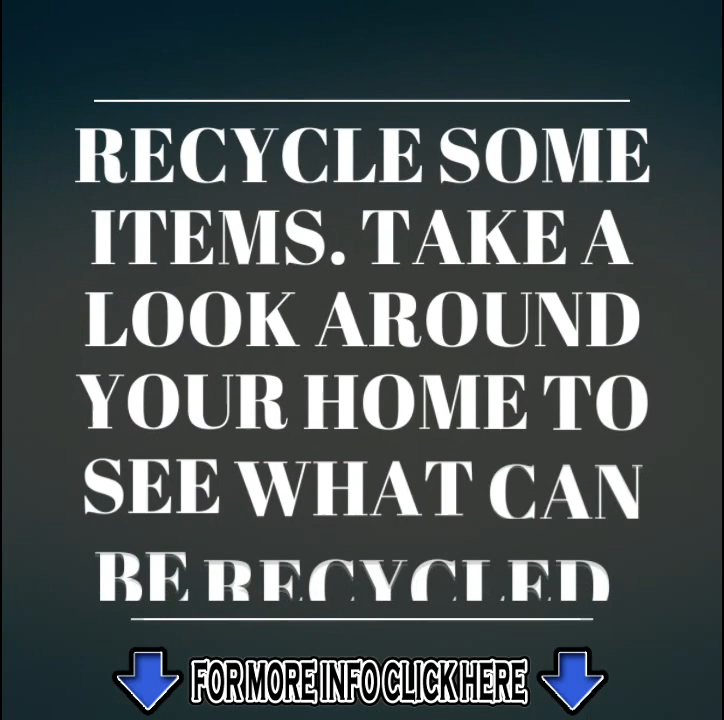 RECYCLE SOME
ITEMS. TAKE A
LOOK AROUND
YOUR HOME TO
SEE WHAT CAN
BE RECYCLED
FOR MORE INFO CLICK HERE